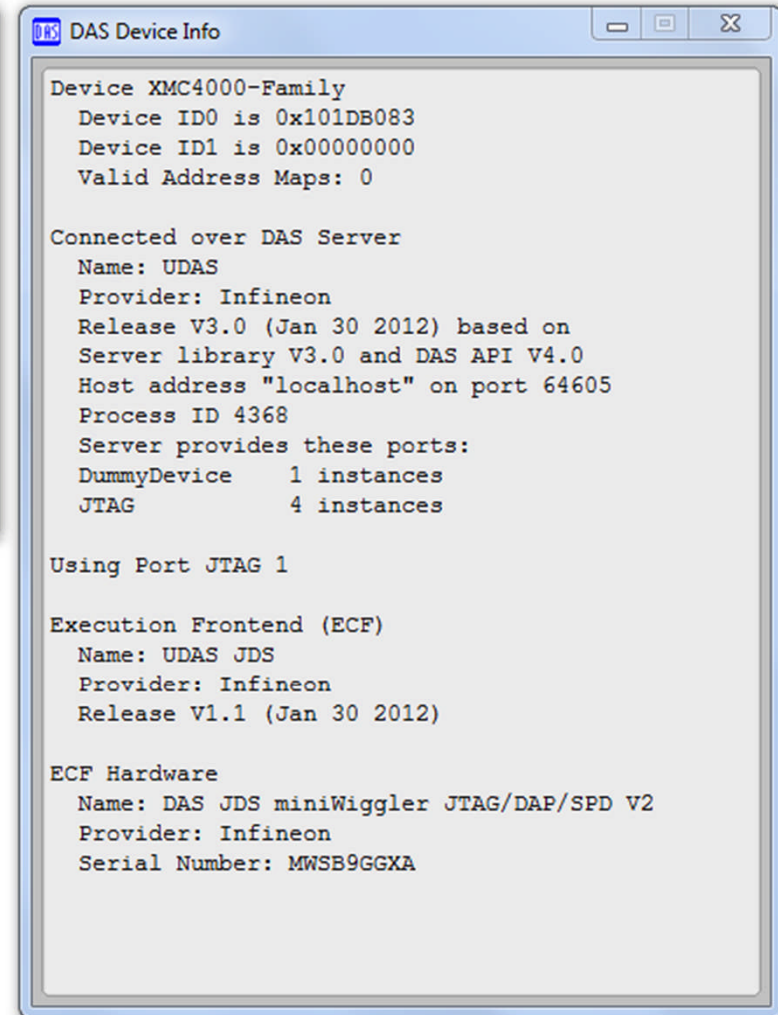 DAS DAS Device Info
Device XMC4000-Family
Device ID0 is 0x101DB083
Device ID1 is 0x00000000
Valid Address Maps: 0
Connected over DAS Server
Name: UDAS
Provider: Infineon
Release V3.0 (Jan 30 2012) based on
Server library V3.0 and DAS API V4.0
Host address "localhost" on port 64605
Process ID 4368
Server provides these ports:
DummyDevice 1 instances
JTAG 4 instances
Using Port JTAG 1
Execution Frontend (ECF)
Name: UDAS JDS
Provider: Infineon
Release V1.1 (Jan 30 2012)
ECF Hardware
Name: DAS JDS miniWiggler JTAG/DAP/SPD V2
Provider: Infineon
Serial Number: MWSB9GGXA